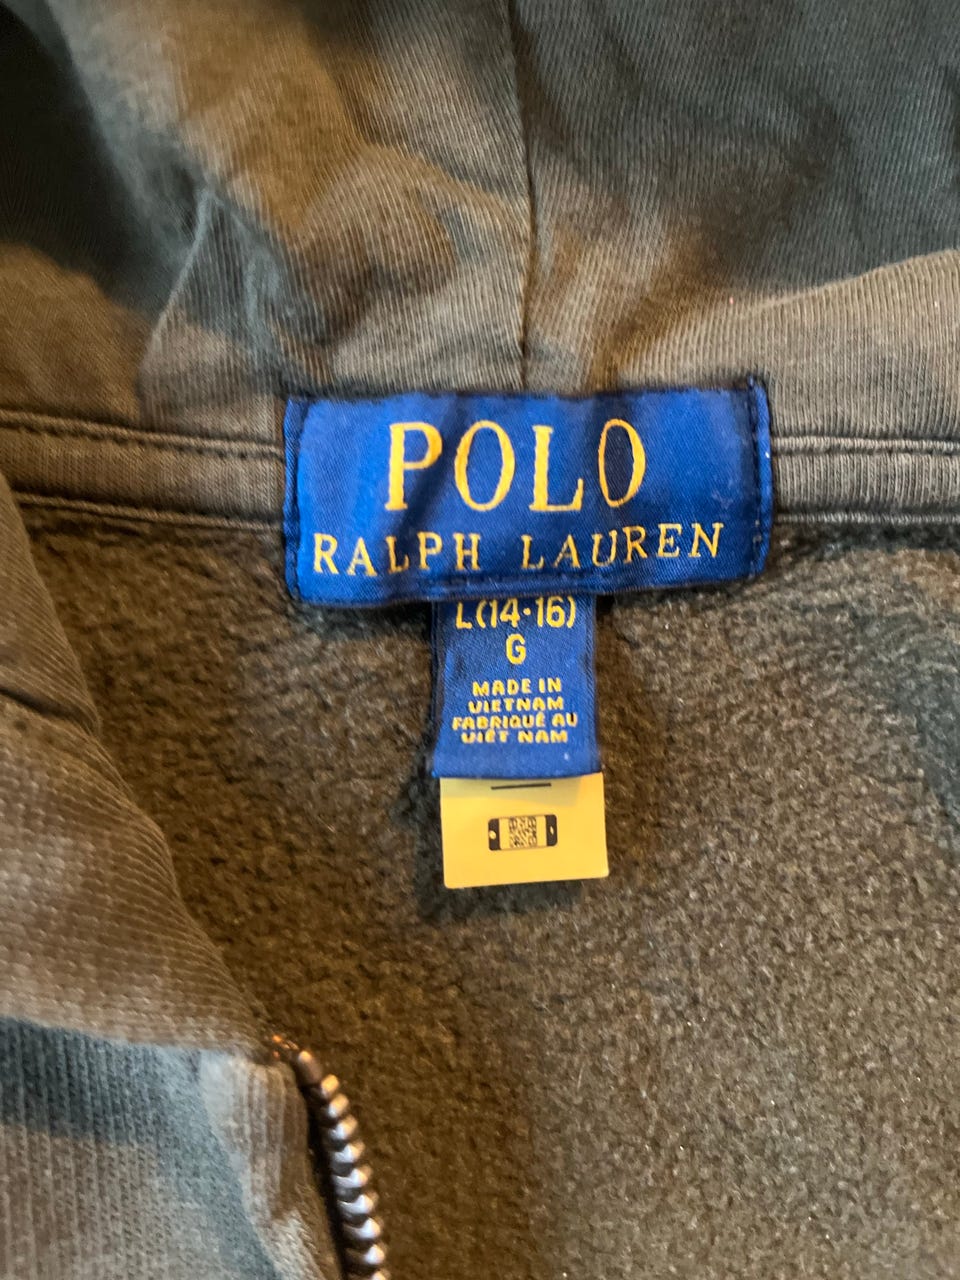 POLO
RALPH LAUREN
L(14-16)
G
MADE IN
VIETNAM
FABRIQUÉ AU
VIÊT NAM